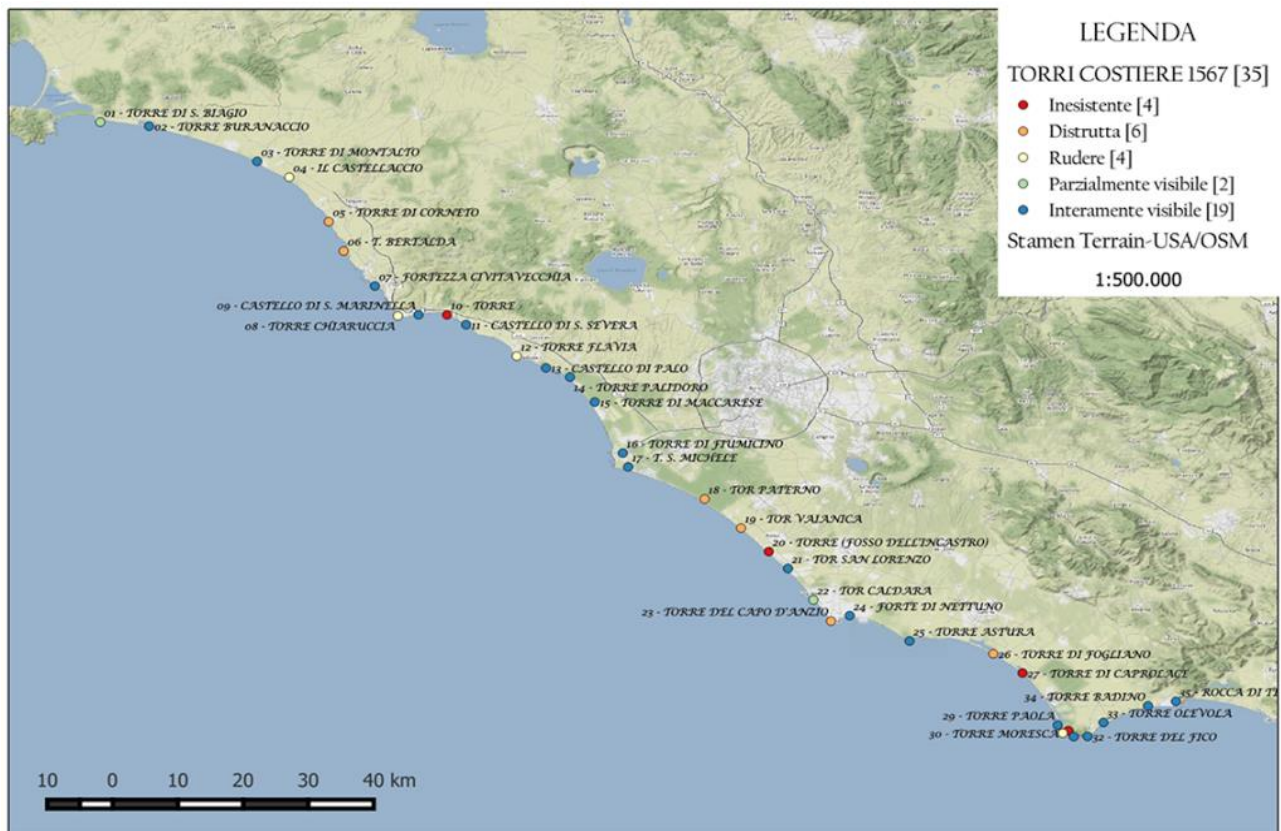 LEGENDA
TORRI COSTIERE 1567 [35]
Inesistente [4]
Distrutta [6]
Rudere [4]
Parzialmente visibile [2]
Interamente visibile [19]
Stamen Terrain-USA/OSM
1:500.000
01 - TORRE DI S. BIAGIO
02 - TORRE BURANACCIO
03 - TORRE DI MONTALTO
04 - IL CASTELLACCIO
05 - TORRE DI CORNETO
06 - T. BERTALDA
07 - FORTEZZA CIVITAVECCHIA
09 - CASTELLO DI S. MARINELLA
10 - TORRE
08 - TORRE CHIARUCCIA
11 - CASTELLO DI S. SEVERA
12 - TORRE FLAVIA
13 - CASTELLO DI PALO
14 - TORRE PALIDORO
15 - TORRE DI MACCARESE
16 - TORRE DI FIUMICINO
17 - T. S. MICHELE
18 - TOR PATERNO
19 - TOR VAIANICA
20 - TORRE (FOSSO DELL'INCASTRO)
21 - TOR SAN LORENZO
22 - TOR CALDARA
23 - TORRE DEL CAPO D'ANZIO
24 - FORTE DI NETTUNO
25 - TORRE ASTURA
26 - TORRE DI FOGLIANO
27 - TORRE DI CAPROLACE
34 - TORRE BADINO
35 - ROCCA DI TE
29 - TORRE PAOLA
33 - TORRE OLEVOLA
30 - TORRE MORESCA
32 - TORRE DEL FICO
10 0 10 20 30 40 km